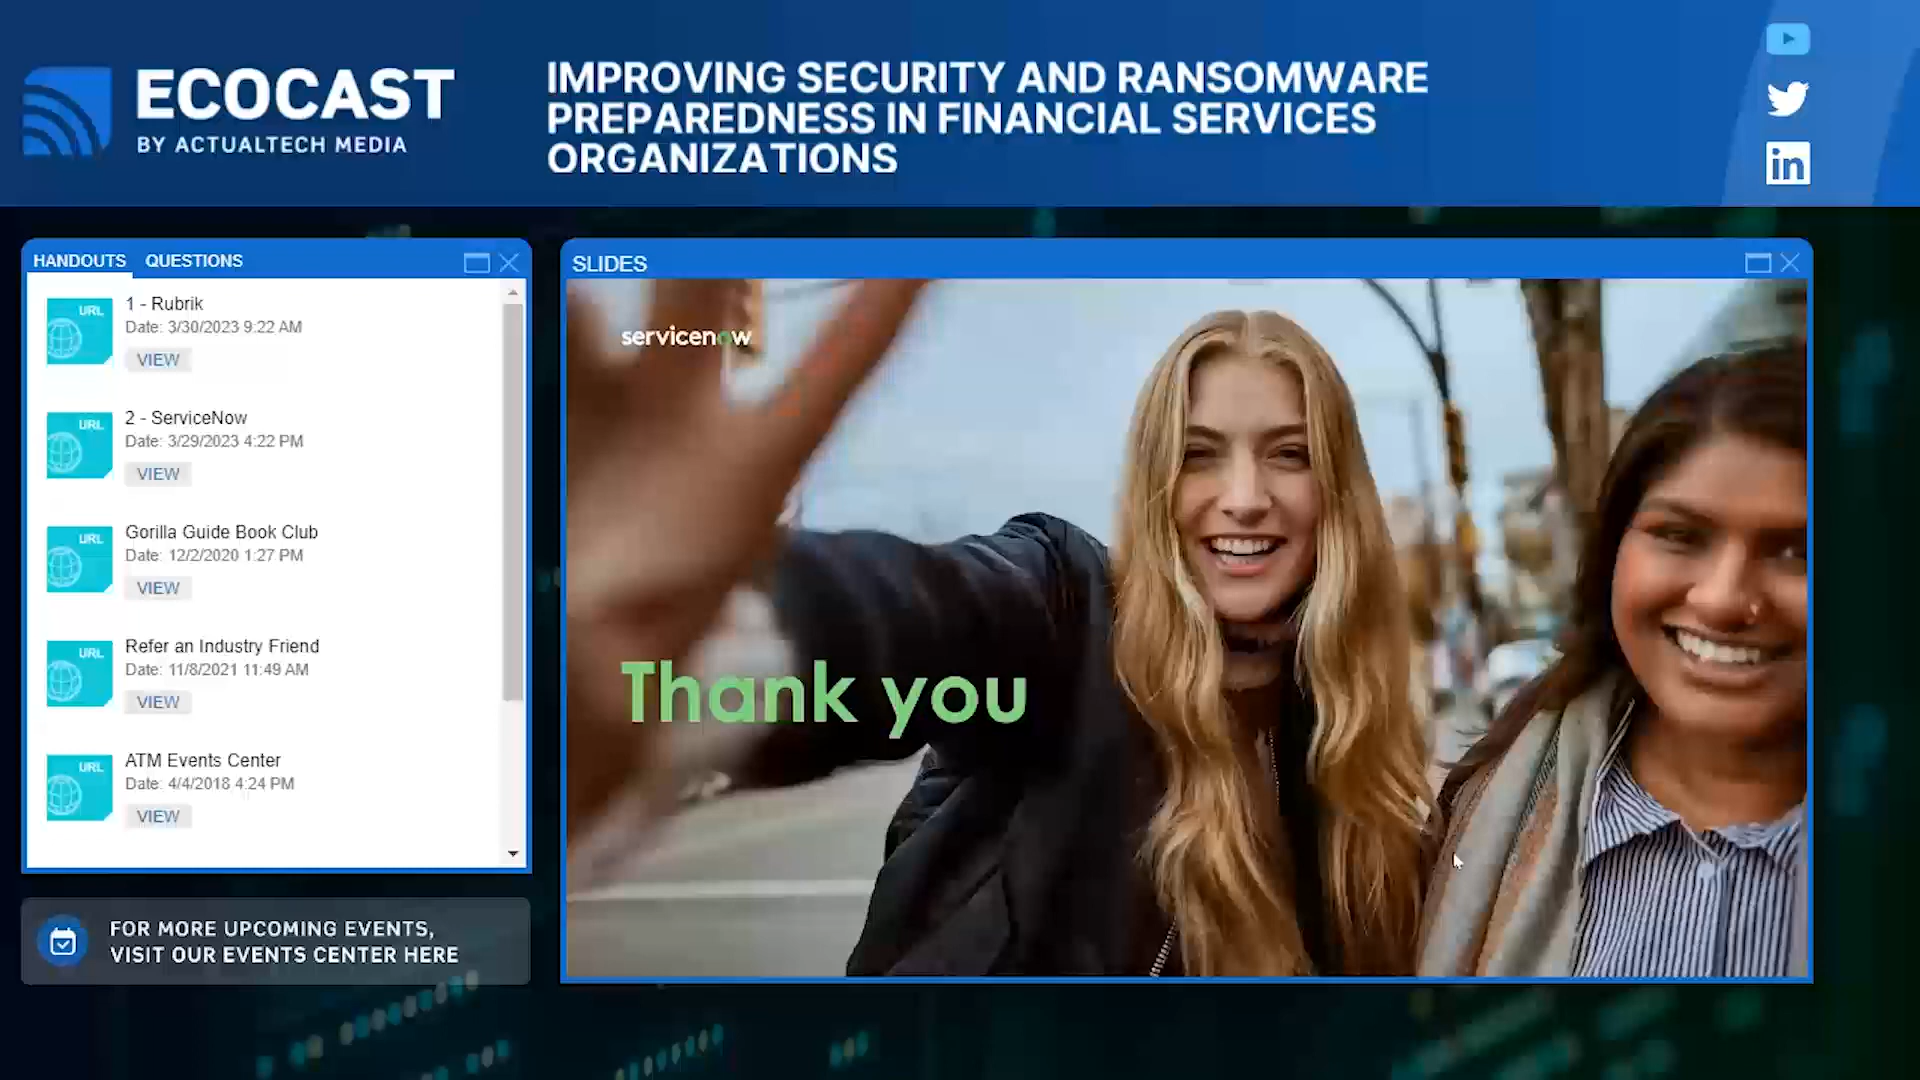 ECOCAST
BY ACTUALTECH MEDIA
IMPROVING SECURITY AND RANSOMWARE
PREPAREDNESS IN FINANCIAL SERVICES
ORGANIZATIONS
in
HANDOUTS QUESTIONS
URL
1 - Rubrik
Date: 3/30/2023 9:22 AM
VIEW
URL
2 - ServiceNow
Date: 3/29/2023 4:22 PM
VIEW
URL
Gorilla Guide Book Club
Date: 12/2/2020 1:27 PM
VIEW
URL
Refer an Industry Friend
Date: 11/8/2021 11:49 AM
VIEW
URL
ATM Events Center
Date: 4/4/2018 4:24 PM
VIEW
FOR MORE UPCOMING EVENTS,
VISIT OUR EVENTS CENTER HERE
SLIDES
servicenow
Thank you